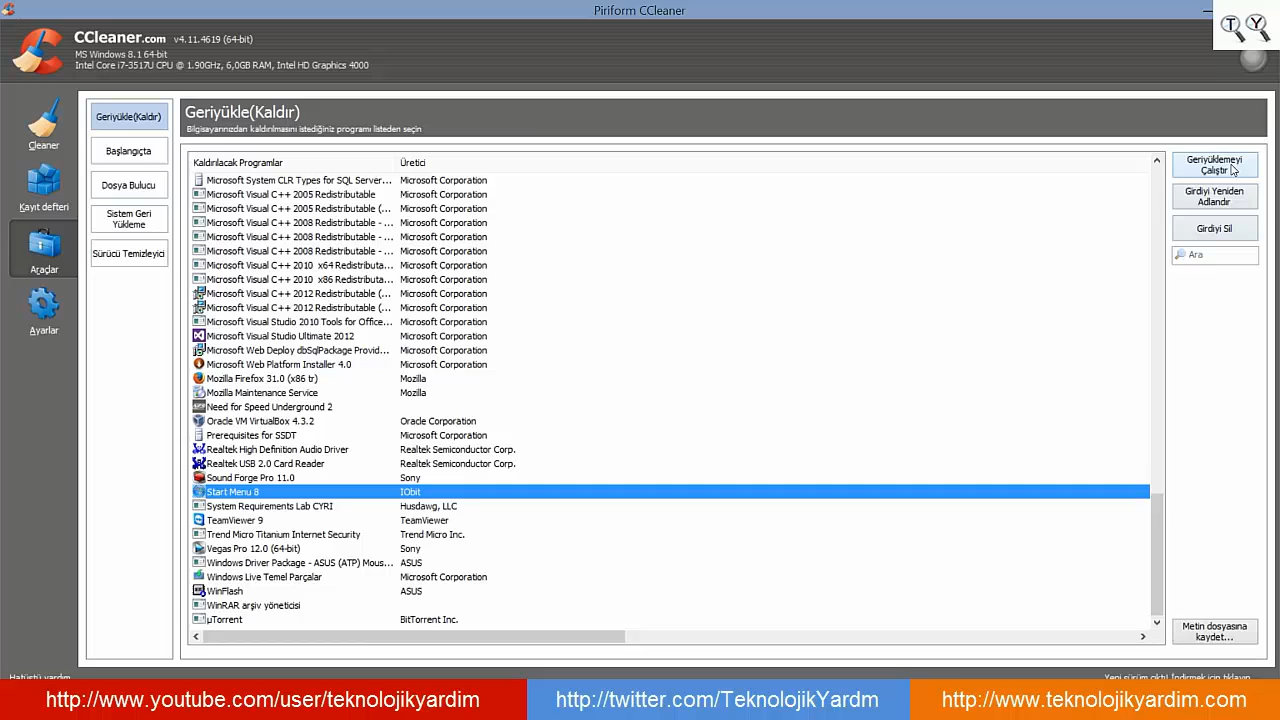 Piriform CCleaner
T Y
CCleaner.com v4.11.4619 (64-bit)
MS Windows 8.1 64-bit
Intel Core i7-3517U CPU @ 1.90GHz, 6,0GB RAM, Intel HD Graphics 4000
Cleaner
Kayıt defteri
Araçlar
Ayarlar
Geriyükle(Kaldır)
Başlangıçta
Dosya Bulucu
Sistem Geri
Yükleme
Sürücü Temizleyici
Geriyükle(Kaldır)
Bilgisayarınızdan kaldırılmasını istediğiniz programı listeden seçin
Kaldırılacak Programlar Üretici
Microsoft System CLR Types for SQL Server... Microsoft Corporation
Microsoft Visual C++ 2005 Redistributable Microsoft Corporation
Microsoft Visual C++ 2005 Redistributable (... Microsoft Corporation
Microsoft Visual C++ 2008 Redistributable - ... Microsoft Corporation
Microsoft Visual C++ 2008 Redistributable - ... Microsoft Corporation
Microsoft Visual C++ 2008 Redistributable - ... Microsoft Corporation
Microsoft Visual C++ 2010 x64 Redistributa... Microsoft Corporation
Microsoft Visual C++ 2010 x86 Redistributa... Microsoft Corporation
Microsoft Visual C++ 2012 Redistributable (... Microsoft Corporation
Microsoft Visual C++ 2012 Redistributable (... Microsoft Corporation
Microsoft Visual Studio 2010 Tools for Office... Microsoft Corporation
Microsoft Visual Studio Ultimate 2012 Microsoft Corporation
Microsoft Web Deploy dbSqlPackage Provid... Microsoft Corporation
Microsoft Web Platform Installer 4.0 Microsoft Corporation
Mozilla Firefox 31.0 (x86 tr) Mozilla
Mozilla Maintenance Service Mozilla
Need for Speed Underground 2
Oracle VM VirtualBox 4.3.2 Oracle Corporation
Prerequisites for SSDT Microsoft Corporation
Realtek High Definition Audio Driver Realtek Semiconductor Corp.
Realtek USB 2.0 Card Reader Realtek Semiconductor Corp.
Sound Forge Pro 11.0 Sony
Start Menu 8 IObit
System Requirements Lab CYRI Husdawg, LLC
TeamViewer 9 TeamViewer
Trend Micro Titanium Internet Security Trend Micro Inc.
Vegas Pro 12.0 (64-bit) Sony
Windows Driver Package - ASUS (ATP) Mous... ASUS
Windows Live Temel Parçalar Microsoft Corporation
WinFlash ASUS
WinRAR arşiv yöneticisi
µTorrent BitTorrent Inc.
Geriyüklemeyi
Çalıştır
Girdiyi Yeniden
Adlandır
Girdiyi Sil
Ara
Metin dosyasına
kaydet...
Hatüstü yardım
Yeni sürüm çıktı! İndirmek için tıklayın
http://www.youtube.com/user/teknolojikyardim
http://twitter.com/TeknolojikYardm
http://www.teknolojikyardim.com